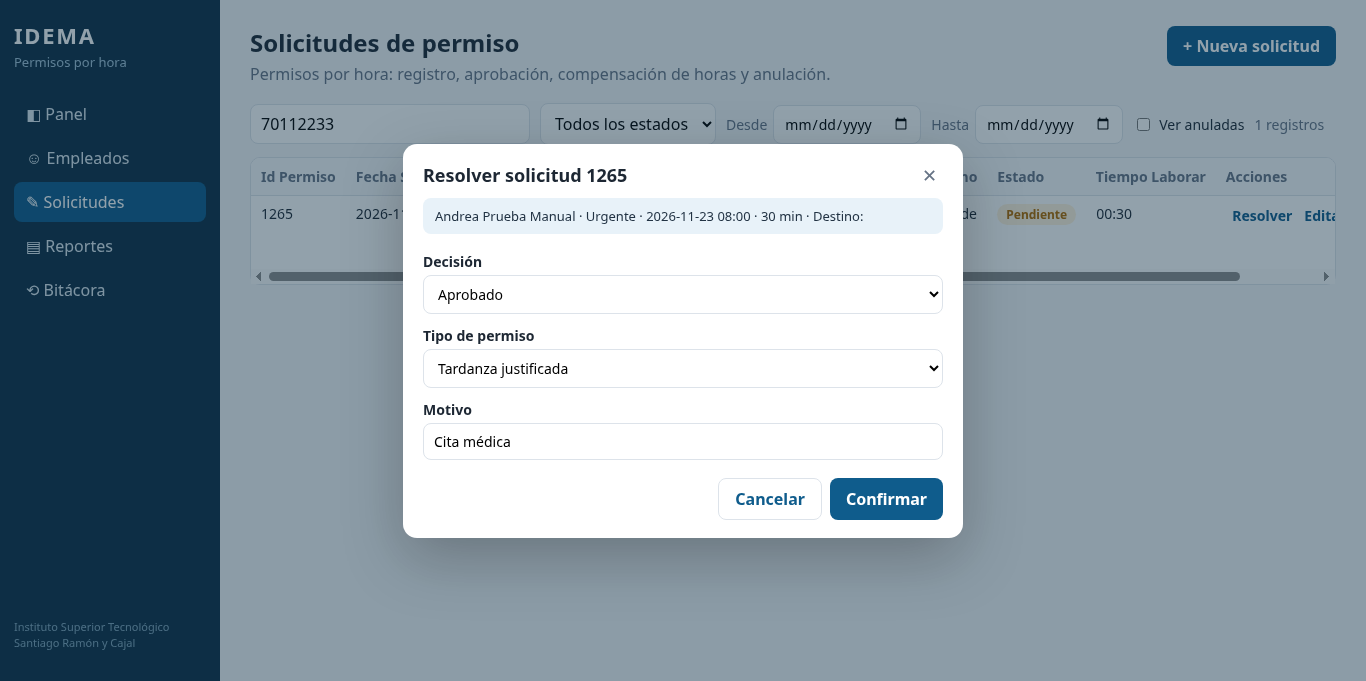 IDEMA
Permisos por hora
◧ Panel
☺ Empleados
✎ Solicitudes
▤ Reportes
⟲ Bitácora
Instituto Superior Tecnológico
Santiago Ramón y Cajal
Solicitudes de permiso
+ Nueva solicitud
Permisos por hora: registro, aprobación, compensación de horas y anulación.
70112233
Todos los estados
Desde
mm/dd/yyyy
Hasta
mm/dd/yyyy
Ver anuladas
1 registros
Id Permiso
Fecha
Estado
Tiempo Laborar
Acciones
1265
Pendiente
00:30
Resolver
Resolver solicitud 1265
✕
Andrea Prueba Manual · Urgente · 2026-11-23 08:00 · 30 min · Destino:
Decisión
Aprobado
Tipo de permiso
Tardanza justificada
Motivo
Cita médica
Cancelar
Confirmar